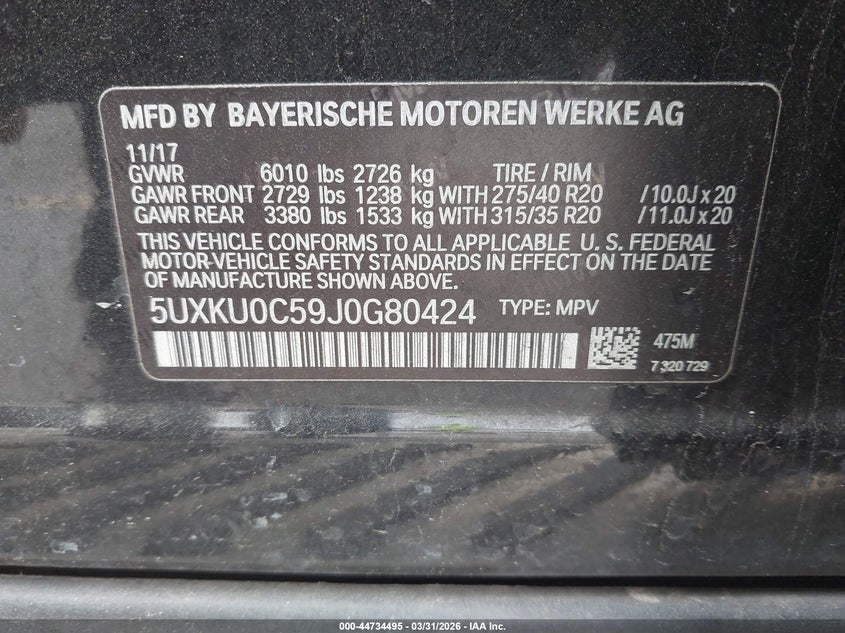 MFD BY BAYERISCHE MOTOREN WERKE AG
11/17
GVWR 6010 lbs 2726 kg TIRE / RIM
GAWR FRONT 2729 lbs 1238 kg WITH 275/40 R20 /10.0J x 20
GAWR REAR 3380 lbs 1533 kg WITH 315/35 R20 /11.0J x 20
THIS VEHICLE CONFORMS TO ALL APPLICABLE U. S. FEDERAL
MOTOR-VEHICLE SAFETY STANDARDS IN EFFECT ON THE DATE
OF MANUFACTURE SHOWN ABOVE.
5UXKU0C59J0G80424 TYPE: MPV
475M
7 320 729
000-44734495 — 03/31/2026 — IAA Inc.